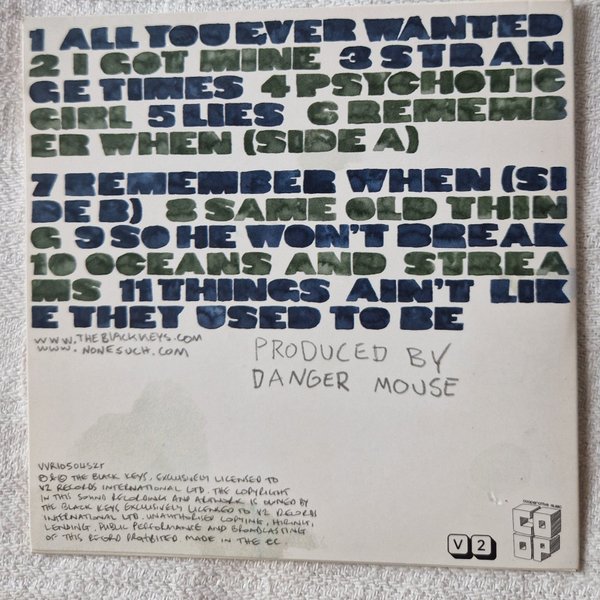 1 ALL YOU EVER WANTED
2 I GOT MINE 3 STRAN
GE TIMES 4 PSYCHOTIC
GIRL 5 LIES 6 REMEMB
ER WHEN (SIDE A)
7 REMEMBER WHEN (SI
DE B) 8 SAME OLD THIN
G 9 SO HE WON'T BREAK
10 OCEANS AND STREA
MS 11 THINGS AIN'T LIK
E THEY USED TO BE
WWW.THEBLACKKEYS.COM
WWW.NONESUCH.COM
PRODUCED BY
DANGER MOUSE
VVR1050452P
℗&© THE BLACK KEYS, EXCLUSIVELY LICENSED TO
V2 RECORDS INTERNATIONAL LTD. THE COPYRIGHT
IN THIS SOUND RECORDING AND ARTWORK IS OWNED BY
THE BLACK KEYS EXCLUSIVELY LICENSED TO V2 RECORDS
INTERNATIONAL LTD. UNAUTHORISED COPYING, HIRING,
LENDING, PUBLIC PERFORMANCE AND BROADCASTING
OF THIS RECORD PROHIBITED MADE IN THE EC.
V2
COOPERATIVE MUSIC
CO
OP